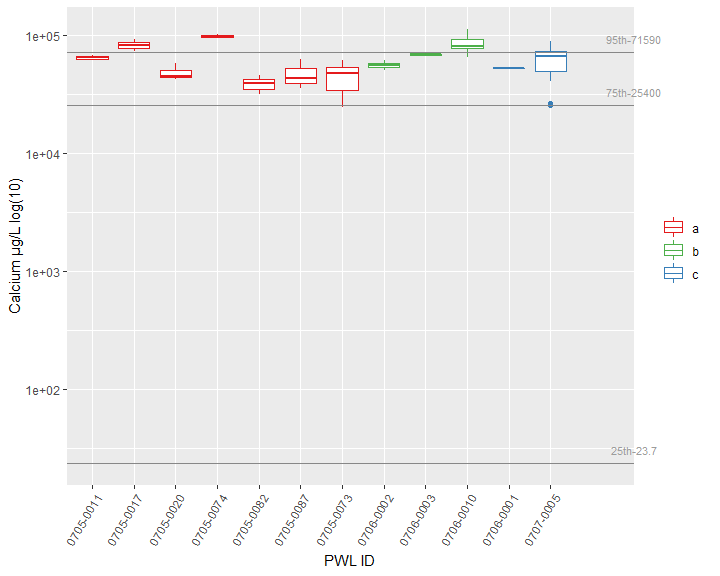 Calcium µg/L log(10)
1e+05
1e+04
1e+03
1e+02
95th-71590
75th-25400
25th-23.7
0705-0011
0705-0017
0705-0020
0705-0074
0705-0082
0705-0087
0705-0073
0706-0002
0706-0003
0706-0010
0706-0001
0707-0005
PWL ID
a
b
c